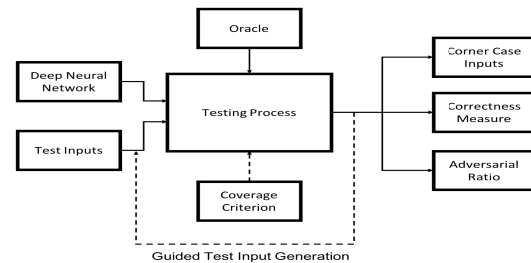 Oracle
Deep Neural
Network
Test Inputs
Testing Process
Coverage
Criterion
Corner Case
Inputs
Correctness
Measure
Adversarial
Ratio
Guided Test Input Generation